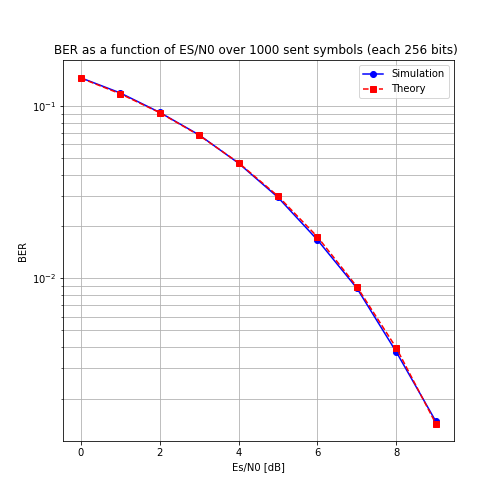 BER as a function of ES/N0 over 1000 sent symbols (each 256 bits)
Simulation
Theory
10⁻¹
10⁻²
BER
0 2 4 6 8
Es/N0 [dB]